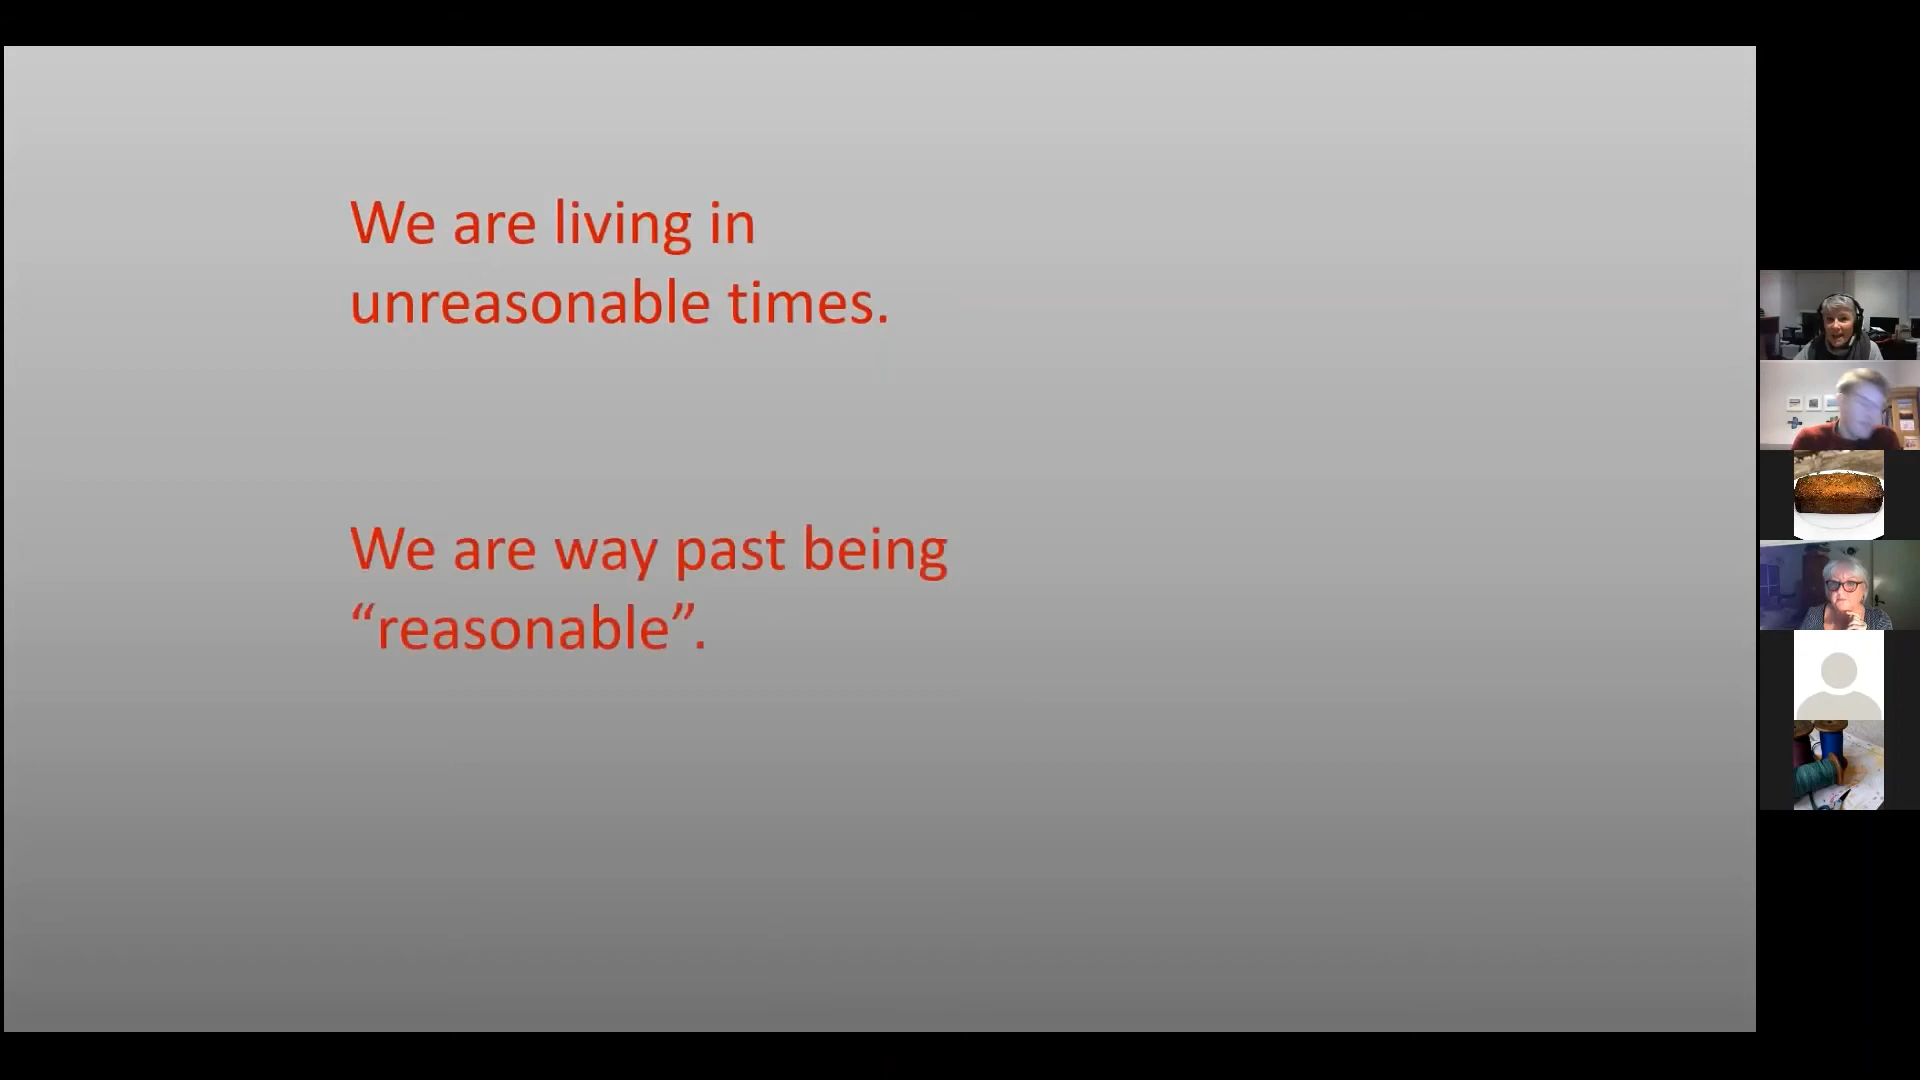 We are living in
unreasonable times.
We are way past being
“reasonable”.